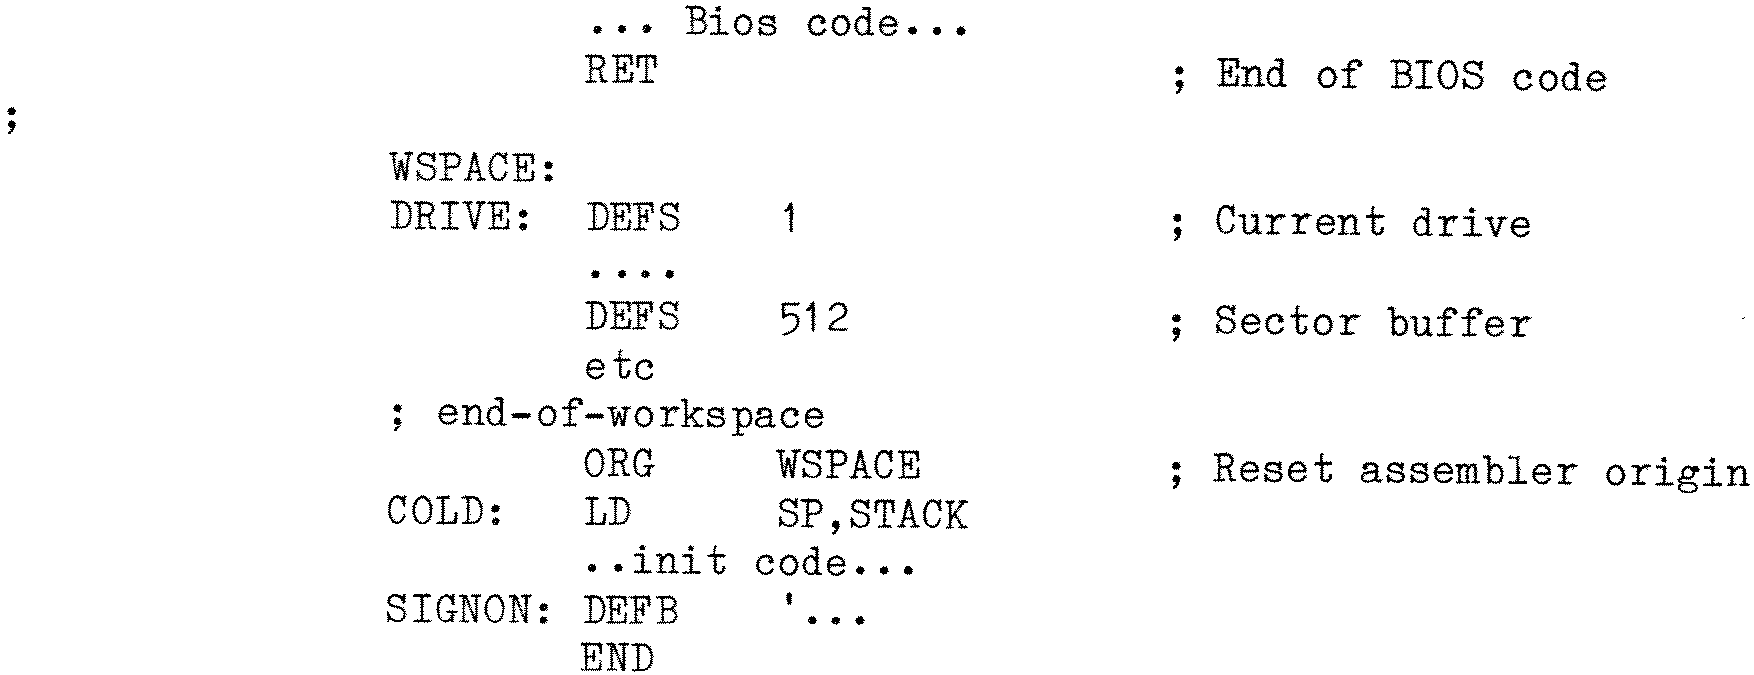 ... Bios code...
RET ; End of BIOS code
;
WSPACE:
DRIVE: DEFS 1 ; Current drive
....
DEFS 512 ; Sector buffer
etc
; end-of-workspace
ORG WSPACE ; Reset assembler origin
COLD: LD SP,STACK
..init code...
SIGNON: DEFB '...
END